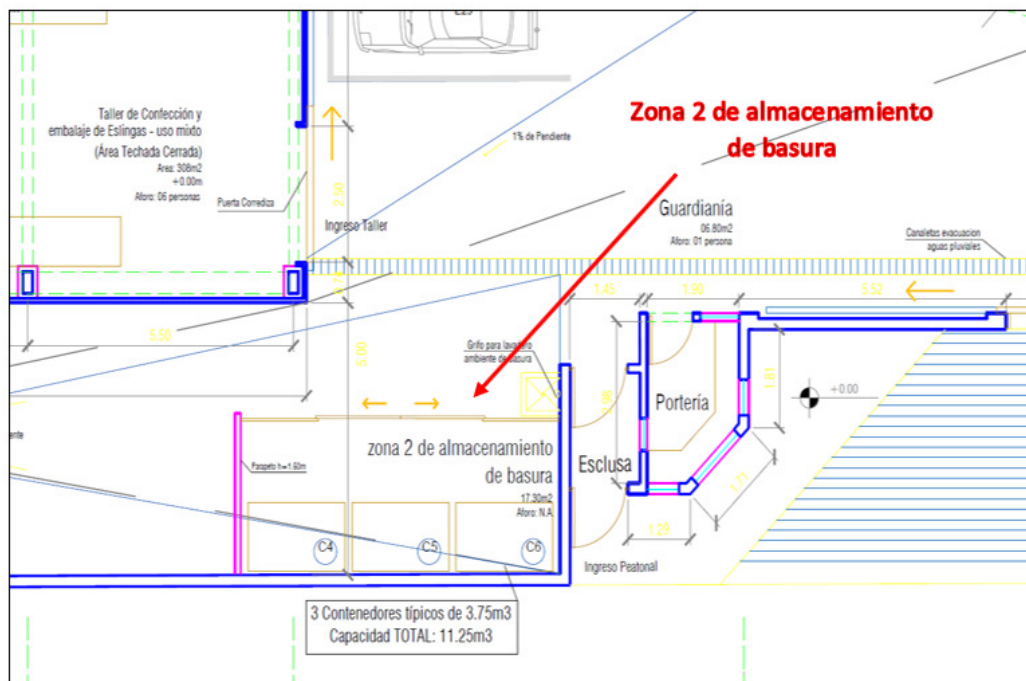 Taller de Confección y
embalaje de Eslingas - uso mixto
(Área Techada Cerrada)
Area: 308m2
+0.00m
Aforo: 06 personas
Puerta Corrediza
2.50
Ingreso Taller
1% de Pendiente
Zona 2 de almacenamiento
de basura
Guardianía
06.80m2
Aforo: 01 persona
Canaletas evacuacion
aguas pluviales
1.45
1.90
5.52
5.50
5.00
Grifo para lavadero
ambiente de basura
Portería
1.81
+0.00
zona 2 de almacenamiento
de basura
17.30m2
Aforo: N.A.
Parapeto h=1.60m
Esclusa
1.71
1.29
C4
C5
C6
Ingreso Peatonal
3 Contenedores típicos de 3.75m3
Capacidad TOTAL: 11.25m3